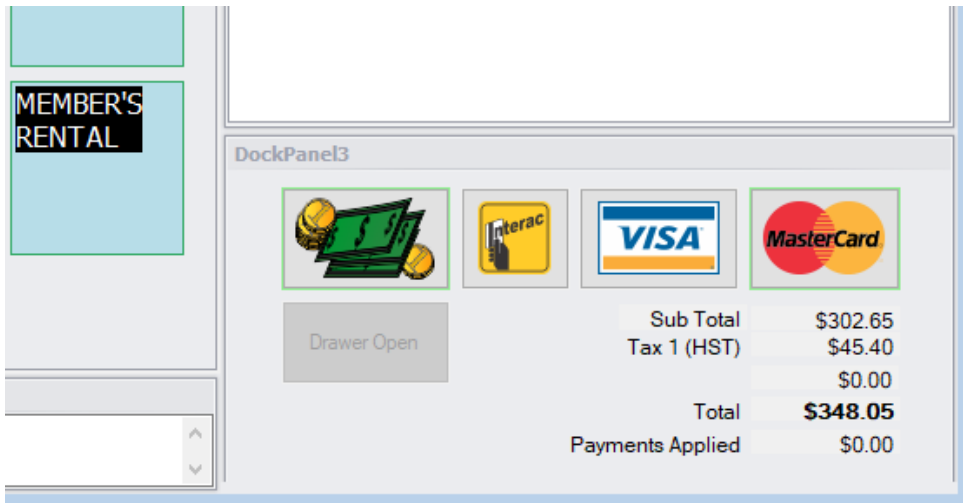 MEMBER'S
RENTAL
DockPanel3
Interac
VISA
MasterCard
Drawer Open
Sub Total $302.65
Tax 1 (HST) $45.40
$0.00
Total $348.05
Payments Applied $0.00